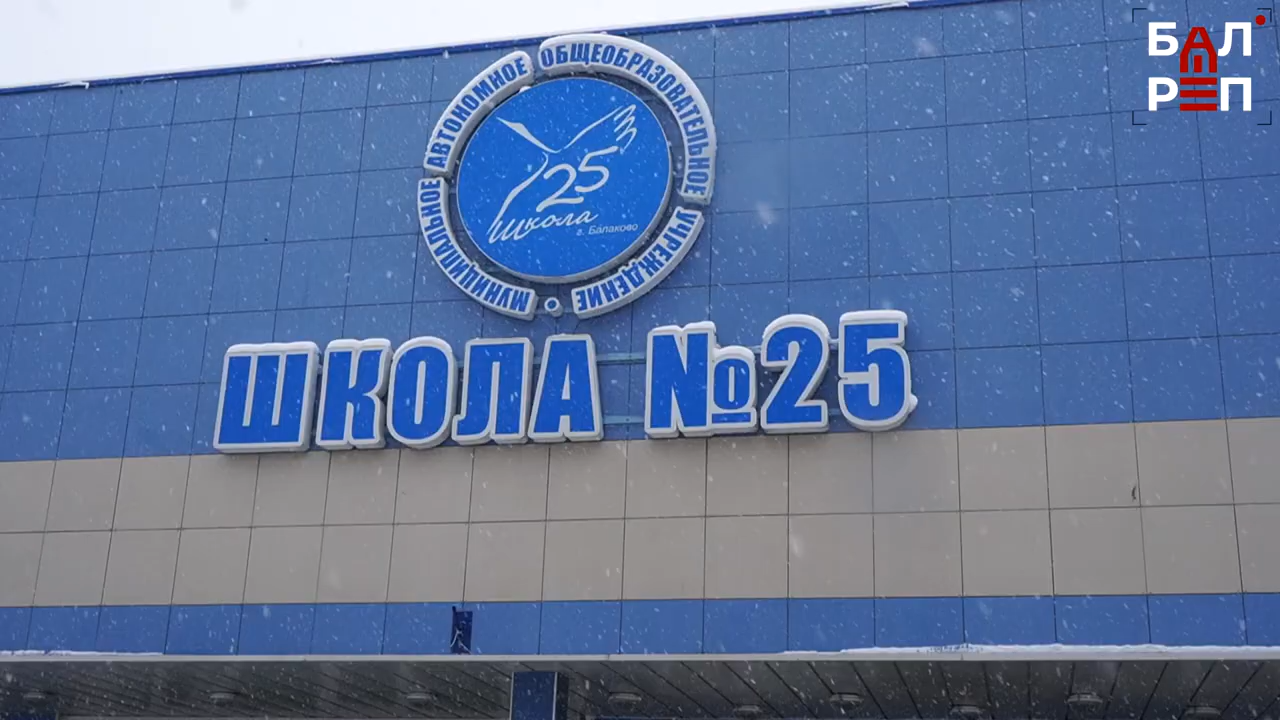 БАЛ
РЕП
МУНИЦИПАЛЬНОЕ АВТОНОМНОЕ ОБЩЕОБРАЗОВАТЕЛЬНОЕ УЧРЕЖДЕНИЕ
25
школа
г. Балаково
ШКОЛА №25